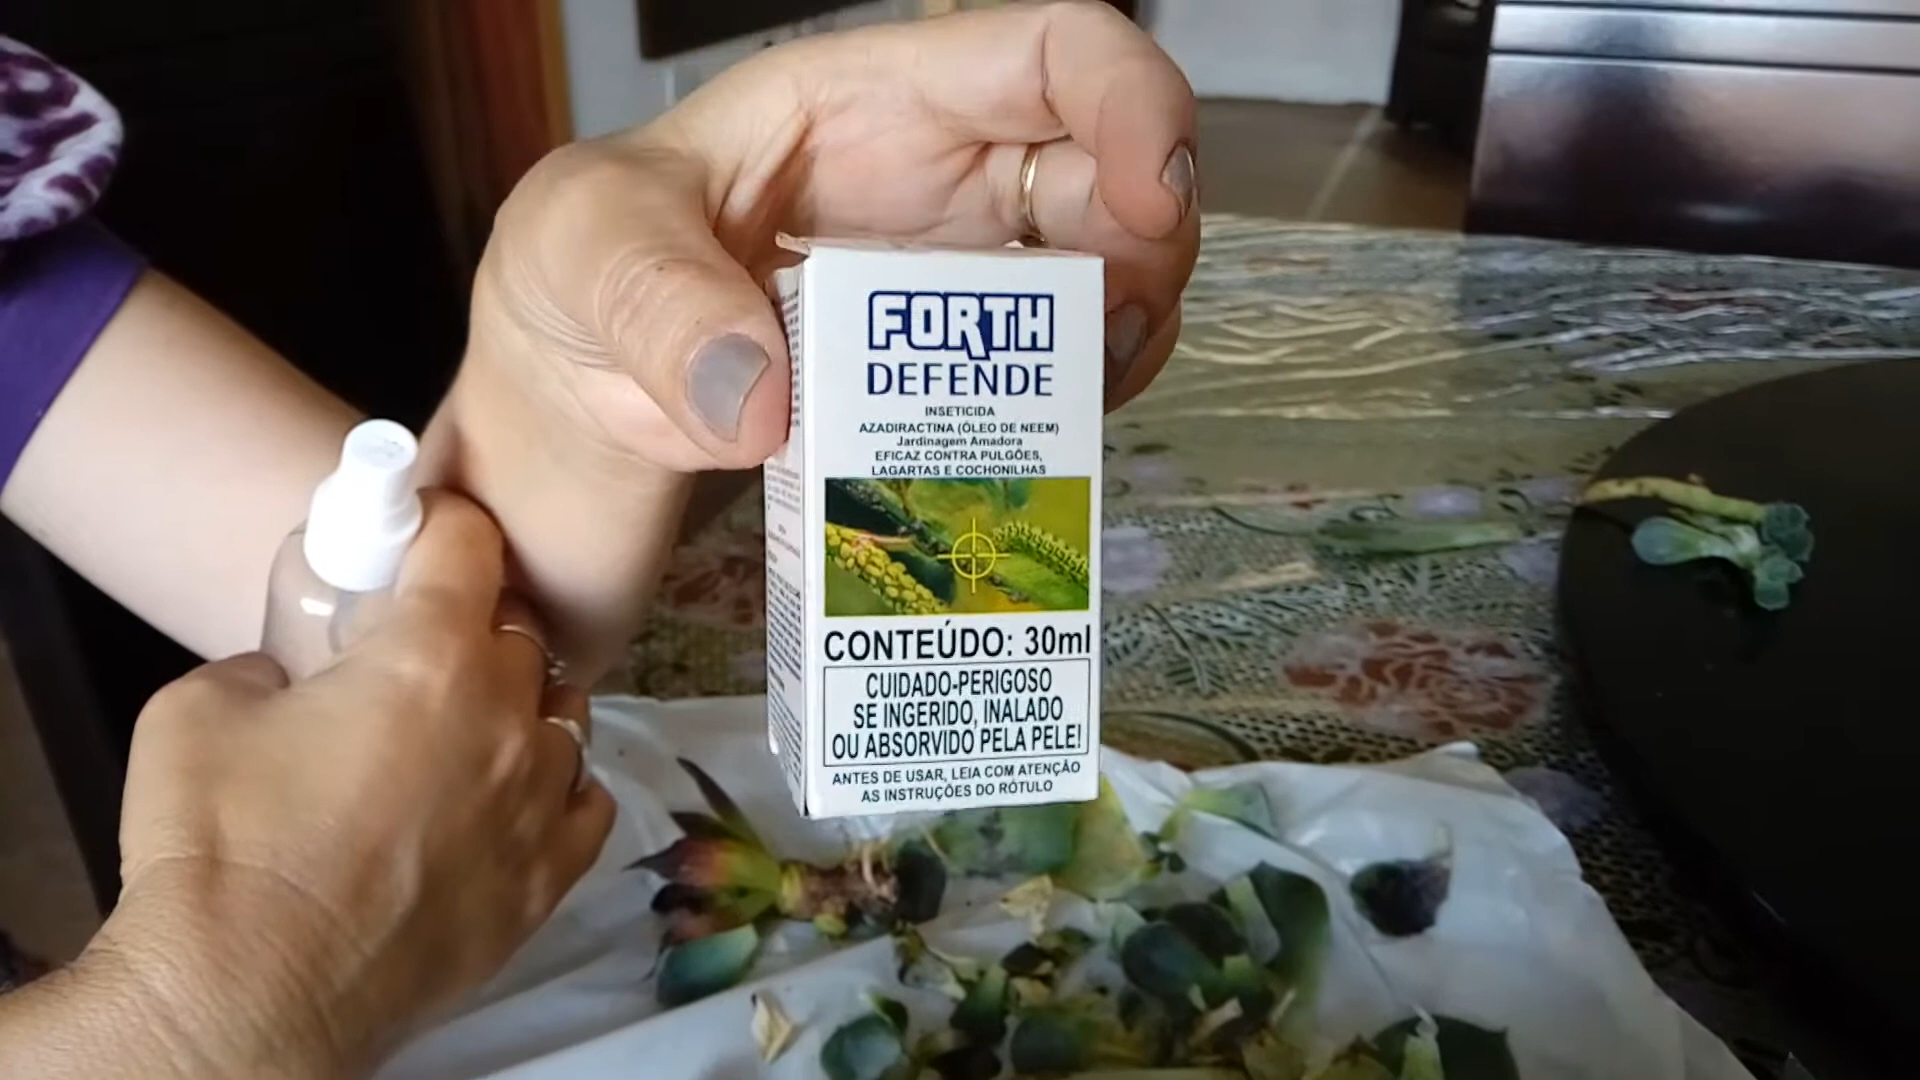 FORTH
DEFENDE
INSETICIDA
AZADIRACTINA (ÓLEO DE NEEM)
Jardinagem Amadora
EFICAZ CONTRA PULGÕES,
LAGARTAS E COCHONILHAS
CONTEÚDO: 30ml
CUIDADO-PERIGOSO
SE INGERIDO, INALADO
OU ABSORVIDO PELA PELE!
ANTES DE USAR, LEIA COM ATENÇÃO
AS INSTRUÇÕES DO RÓTULO